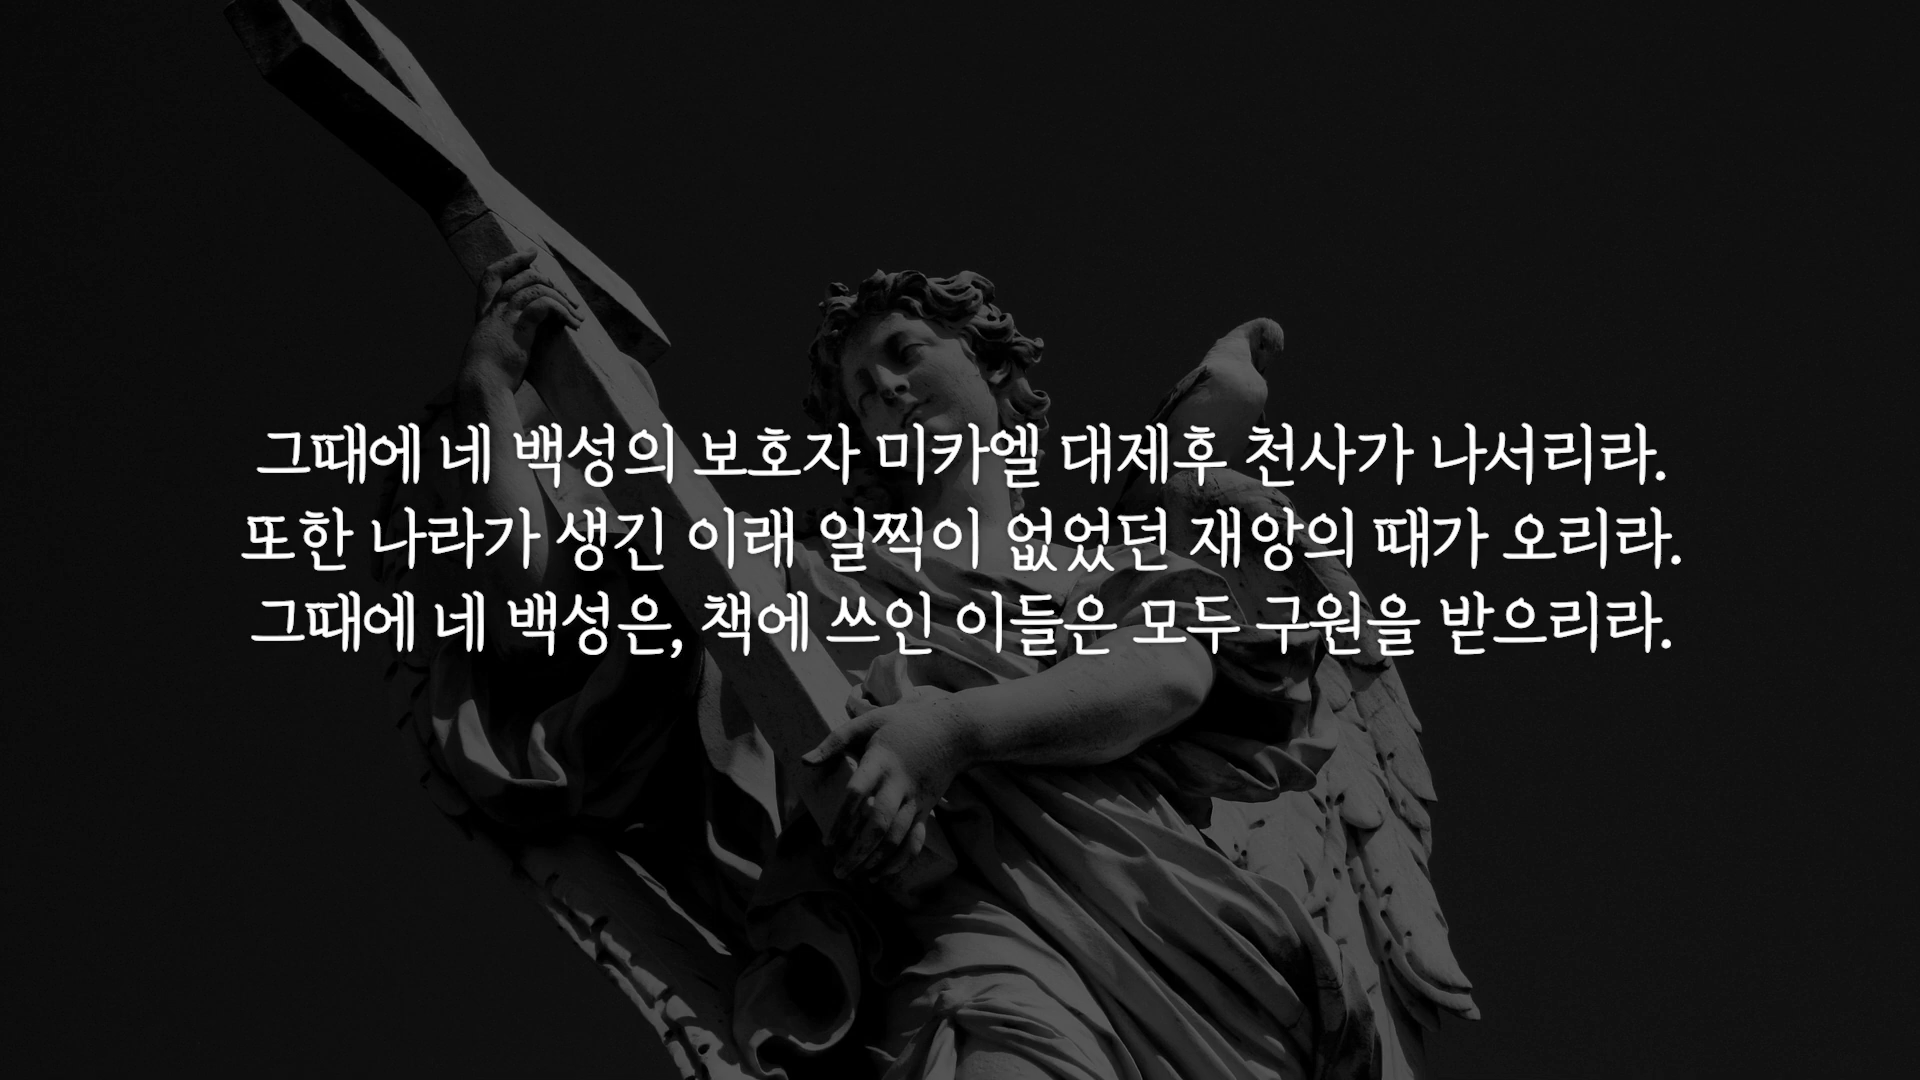 그때에 네 백성의 보호자 미카엘 대제후 천사가 나서리라.
또한 나라가 생긴 이래 일찍이 없었던 재앙의 때가 오리라.
그때에 네 백성은, 책에 쓰인 이들은 모두 구원을 받으리라.